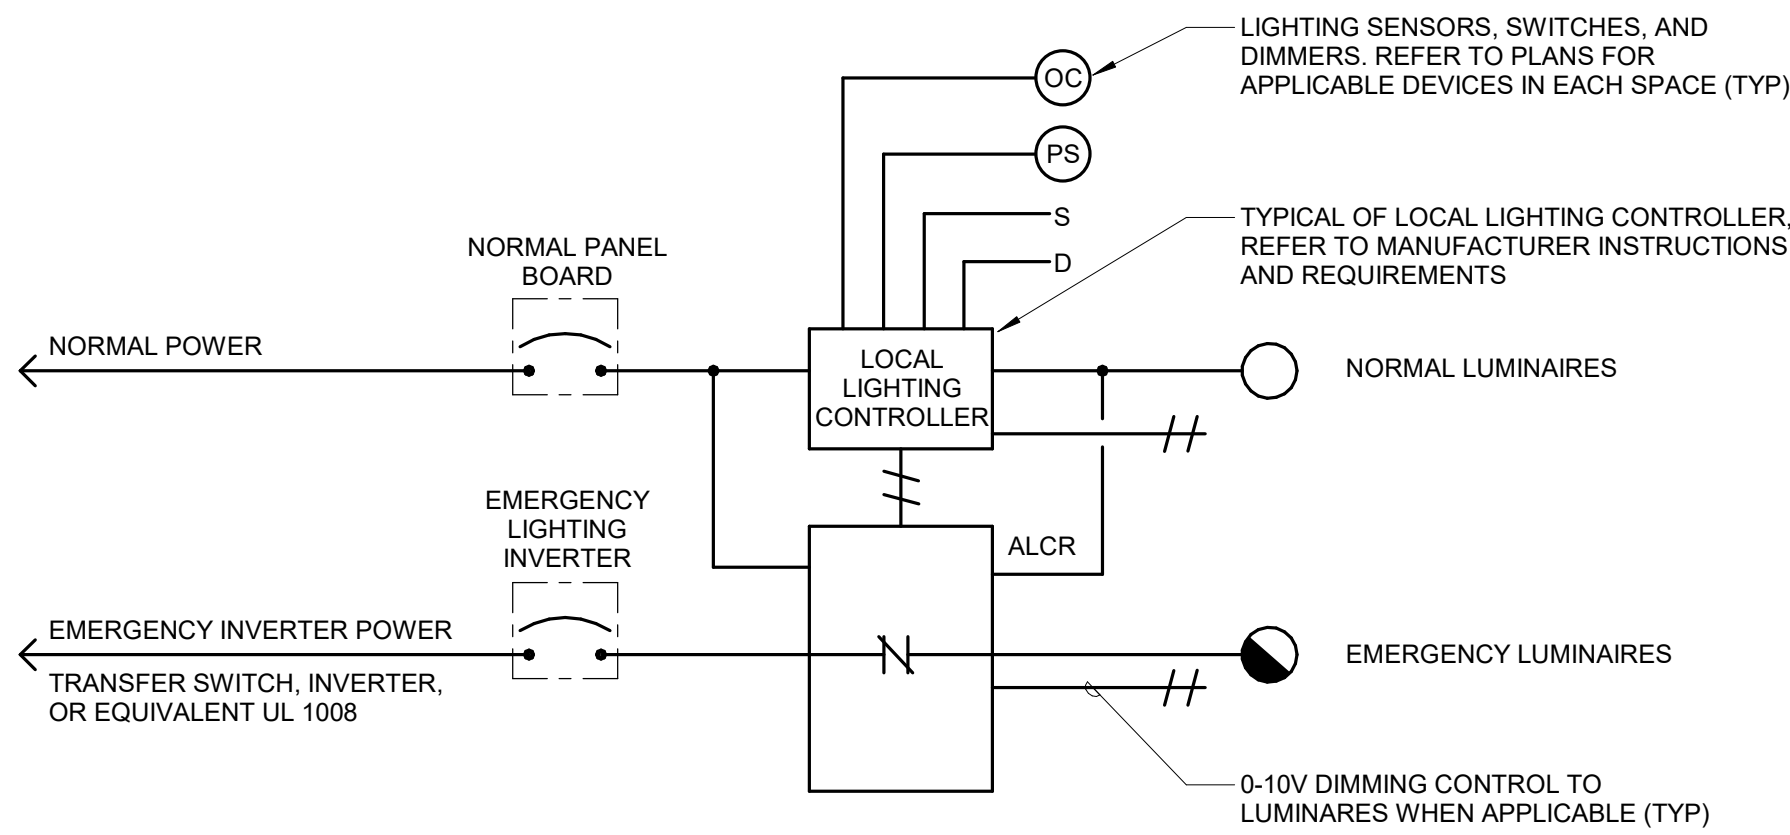 LIGHTING SENSORS, SWITCHES, AND
DIMMERS. REFER TO PLANS FOR
APPLICABLE DEVICES IN EACH SPACE (TYP)
OC
PS
S
D
TYPICAL OF LOCAL LIGHTING CONTROLLER,
REFER TO MANUFACTURER INSTRUCTIONS
AND REQUIREMENTS
NORMAL PANEL
BOARD
NORMAL POWER
LOCAL
LIGHTING
CONTROLLER
NORMAL LUMINAIRES
EMERGENCY
LIGHTING
INVERTER
ALCR
EMERGENCY INVERTER POWER
TRANSFER SWITCH, INVERTER,
OR EQUIVALENT UL 1008
EMERGENCY LUMINAIRES
0-10V DIMMING CONTROL TO
LUMINARES WHEN APPLICABLE (TYP)